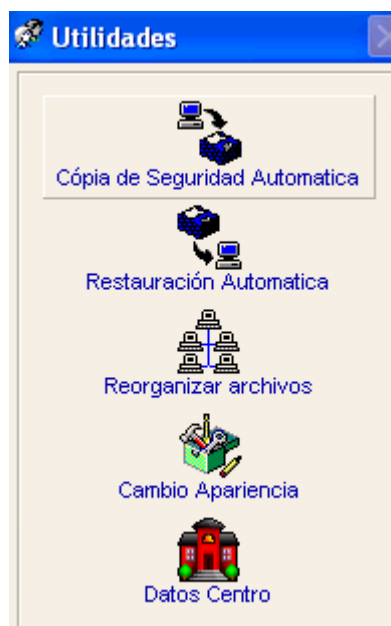 Utilidades
Cópia de Seguridad Automatica
Restauración Automatica
Reorganizar archivos
Cambio Apariencia
Datos Centro